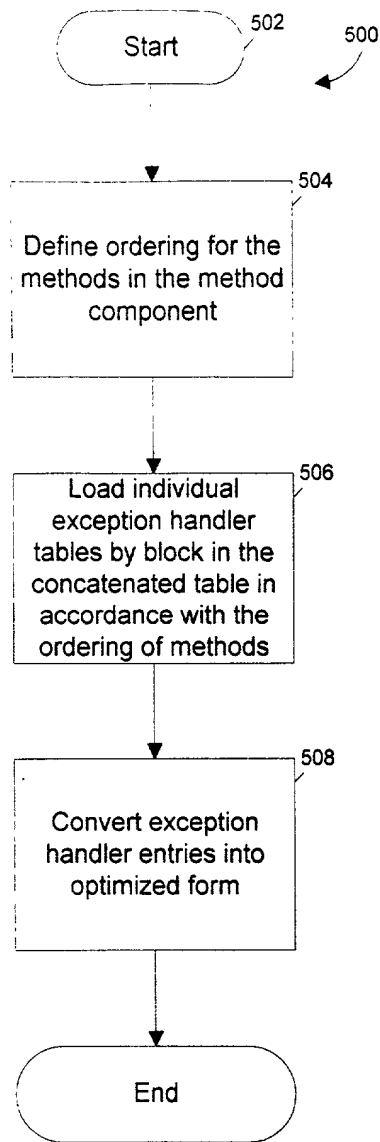 Start
502
500
504
Define ordering for the
methods in the method
component
506
Load individual
exception handler
tables by block in the
concatenated table in
accordance with the
ordering of methods
508
Convert exception
handler entries into
optimized form
End